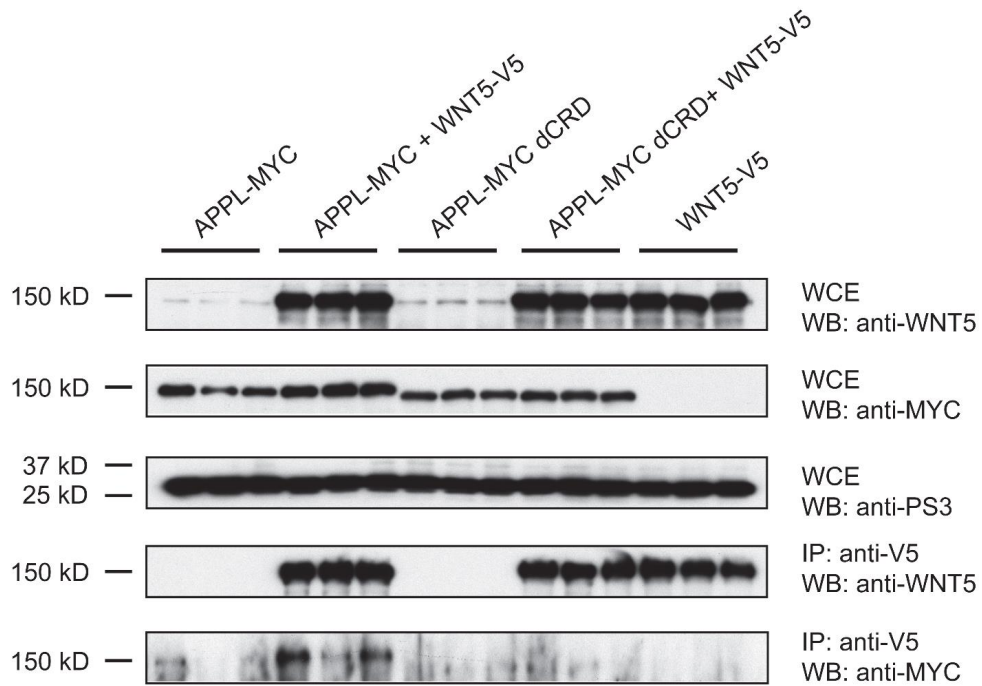 APPL-MYC
APPL-MYC + WNT5-V5
APPL-MYC dCRD
APPL-MYC dCRD+ WNT5-V5
WNT5-V5
150 kD
WCE
WB: anti-WNT5
150 kD
WCE
WB: anti-MYC
37 kD
25 kD
WCE
WB: anti-PS3
150 kD
IP: anti-V5
WB: anti-WNT5
150 kD
IP: anti-V5
WB: anti-MYC